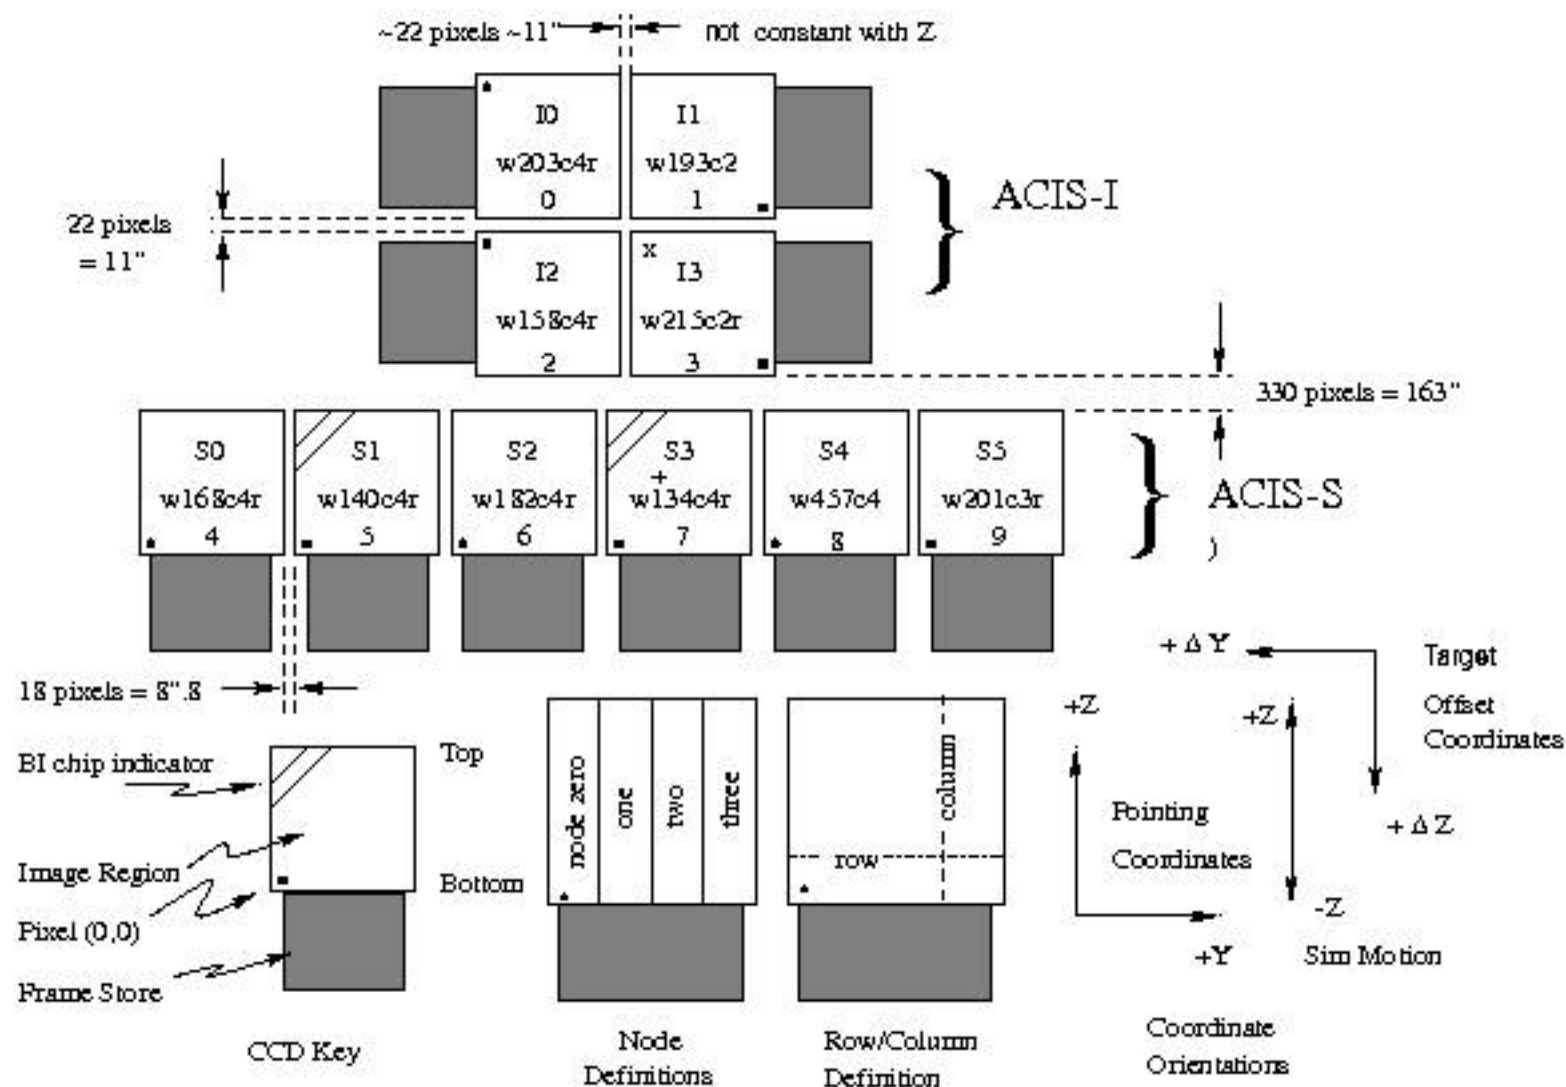 ~22 pixels ~11"
not constant with Z
I0
w203c4r
0
I1
w193c2
1
ACIS-I
22 pixels
= 11"
I2
w158c4r
2
x
I3
w215c2r
3
330 pixels = 163"
S0
w168c4r
4
S1
w140c4r
5
S2
w182c4r
6
S3
+
w134c4r
7
S4
w457c4
8
S5
w201c3r
9
ACIS-S
)
18 pixels = 8".8
+ Δ Y
Target
Offset
Coordinates
+ Δ Z
BI chip indicator
Image Region
Pixel (0,0)
Frame Store
Top
Bottom
CCD Key
node zero
one
two
three
Node
Definitions
column
row
Row/Column
Definition
+Z
Pointing
Coordinates
+Y
+Z
-Z
Sim Motion
Coordinate
Orientations